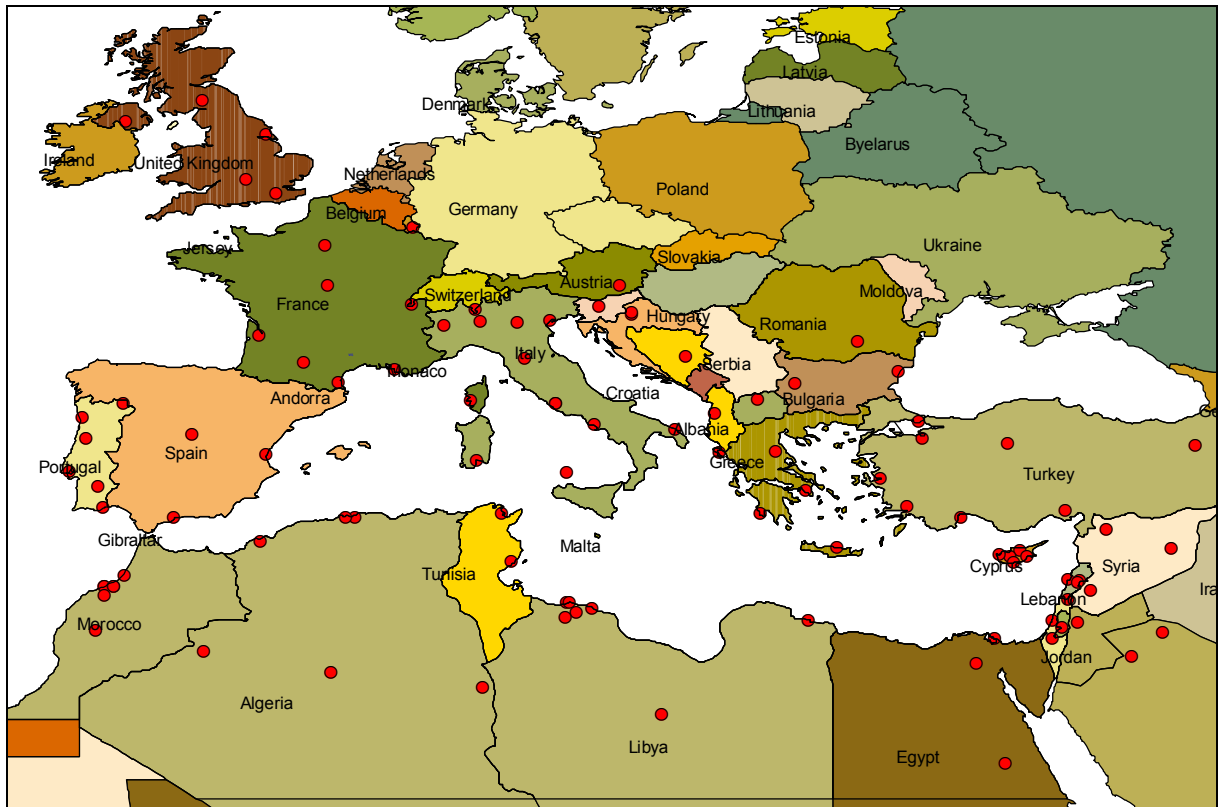 Estonia
Latvia
Denmark
Lithuania
Byelarus
Ireland
United Kingdom
Netherlands
Poland
Germany
Belgium
Jersey
Ukraine
Slovakia
Austria
Moldova
Switzerland
France
Hungary
Romania
Italy
Serbia
Monaco
Andorra
Croatia
Bulgaria
Albania
Spain
Greece
Portugal
Turkey
Gibraltar
Malta
Cyprus
Syria
Tunisia
Ira
Lebanon
Morocco
Jordan
Algeria
Libya
Egypt